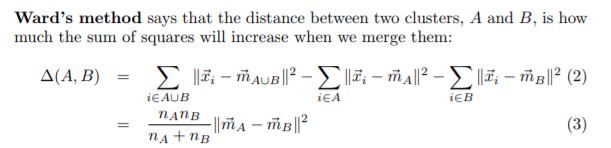 Ward's method says that the distance between two clusters, A and B, is how
much the sum of squares will increase when we merge them:
Δ(A, B) = ∑_{i∈A∪B} ‖x⃗_i − m⃗_{A∪B}‖² − ∑_{i∈A} ‖x⃗_i − m⃗_A‖² − ∑_{i∈B} ‖x⃗_i − m⃗_B‖² (2)
= \frac{n_A n_B}{n_A + n_B} ‖m⃗_A − m⃗_B‖² (3)